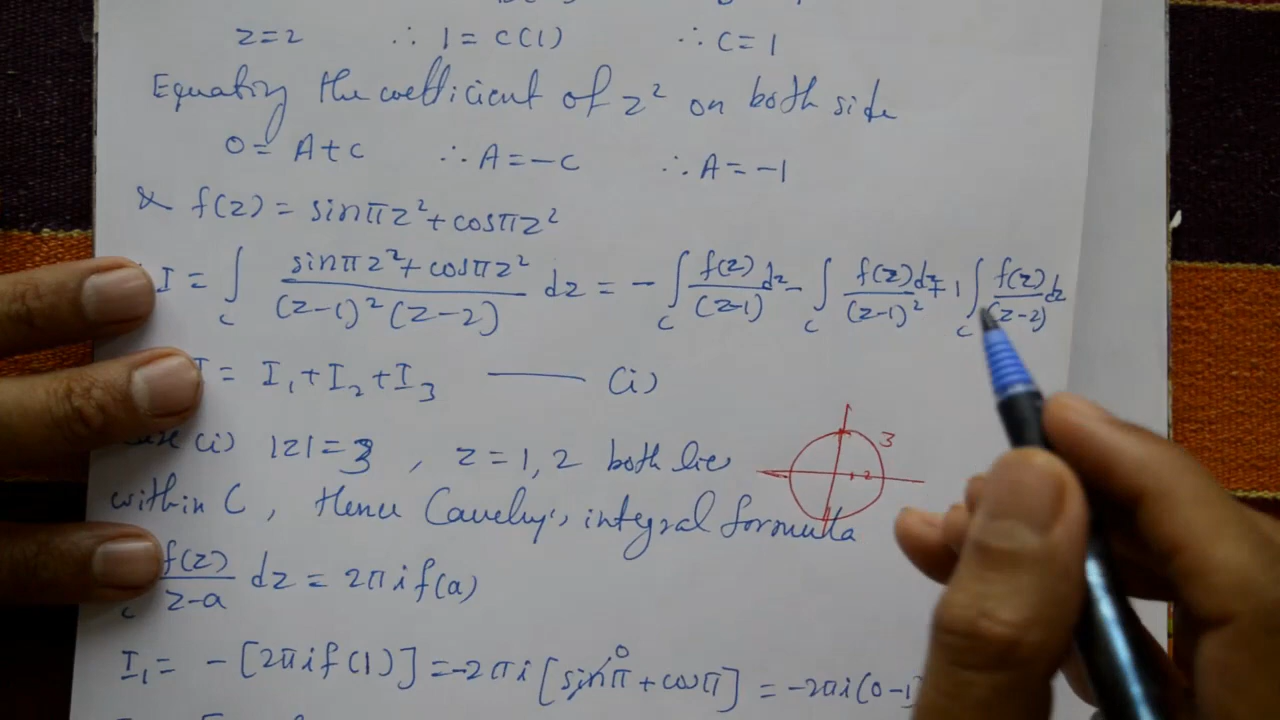 z=2 ∴ 1 = C(1) ∴ C = 1
Equating the coefficient of z² on both side
0 = A+C ∴ A = -C ∴ A = -1
& f(z) = sinπz²+cosπz²
I = ∫c (sinπz²+cosπz²)/((z-1)²(z-2)) dz = - ∫c f(z)/(z-1) dz - ∫c f(z)dz/(z-1)² + 1 ∫c f(z)/(z-2) dz
= I₁+I₂+I₃ —— (i)
(i) |z|=3 , z=1,2 both lie
3
2
within C, Hence Cauchy's integral formula
c f(z)/z-a dz = 2πi f(a)
I₁ = -[2πi f(1)] = -2πi [sinπ 0 + cosπ] = -2πi(0-1